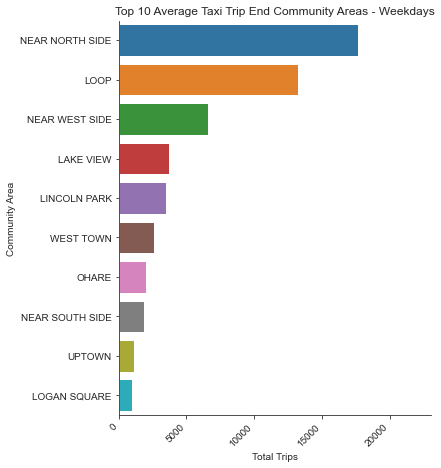 Top 10 Average Taxi Trip End Community Areas - Weekdays
NEAR NORTH SIDE
LOOP
NEAR WEST SIDE
LAKE VIEW
LINCOLN PARK
WEST TOWN
OHARE
NEAR SOUTH SIDE
UPTOWN
LOGAN SQUARE
Community Area
0
5000
10000
15000
20000
Total Trips